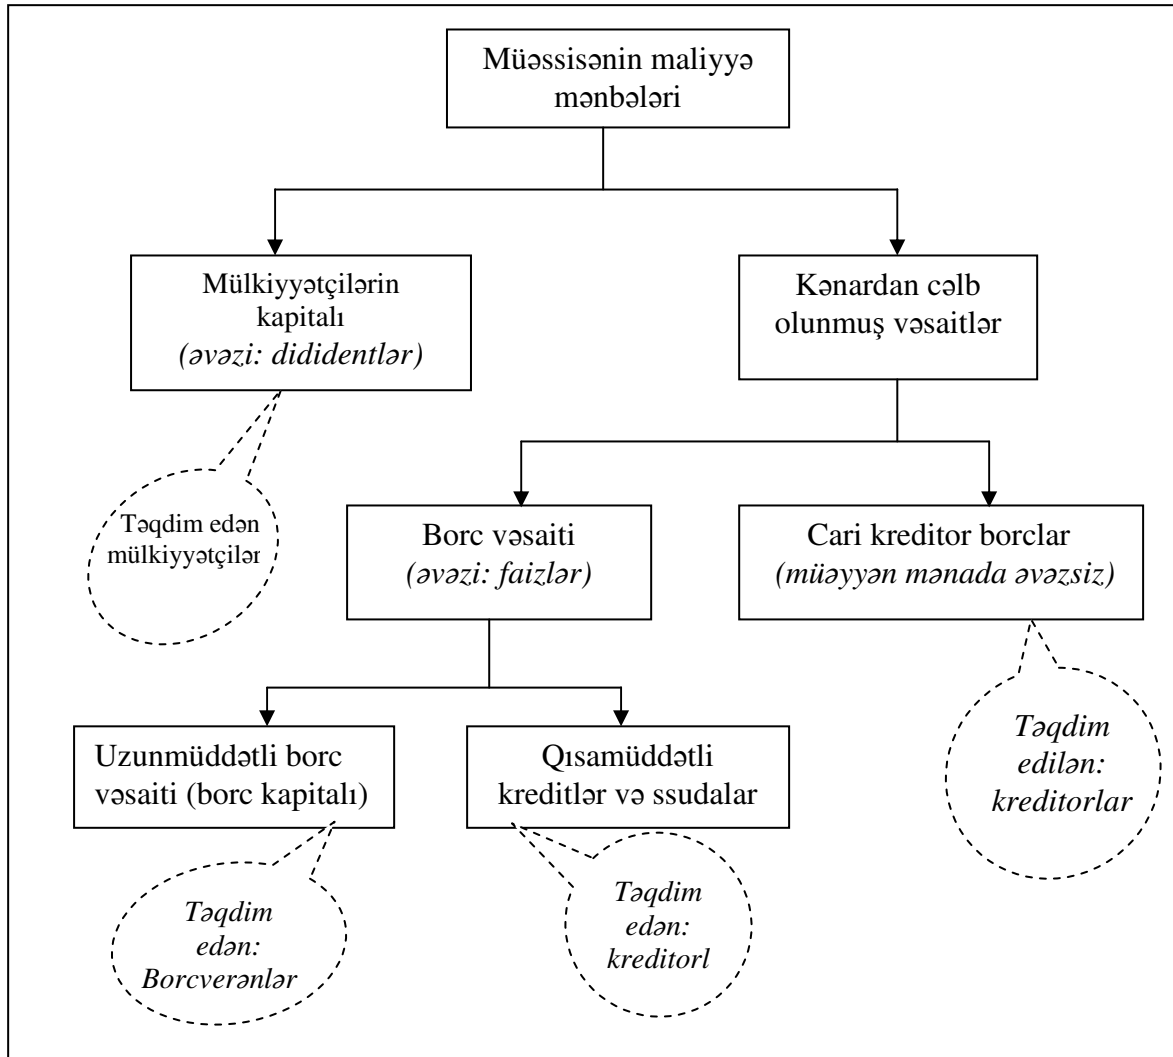 Müəssisənin maliyyə
mənbələri
Mülkiyyətçilərin
kapitalı
(əvəzi: dididentlər)
Kənardan cəlb
olunmuş vəsaitlər
Təqdim edən
mülkiyyətçilər
Borc vəsaiti
(əvəzi: faizlər)
Cari kreditor borclar
(müəyyən mənada əvəzsiz)
Uzunmüddətli borc
vəsaiti (borc kapitalı)
Qısamüddətli
kreditlər və ssudalar
Təqdim
edilən:
kreditorlar
Təqdim
edən:
Borcverənlər
Təqdim
edən:
kreditorl